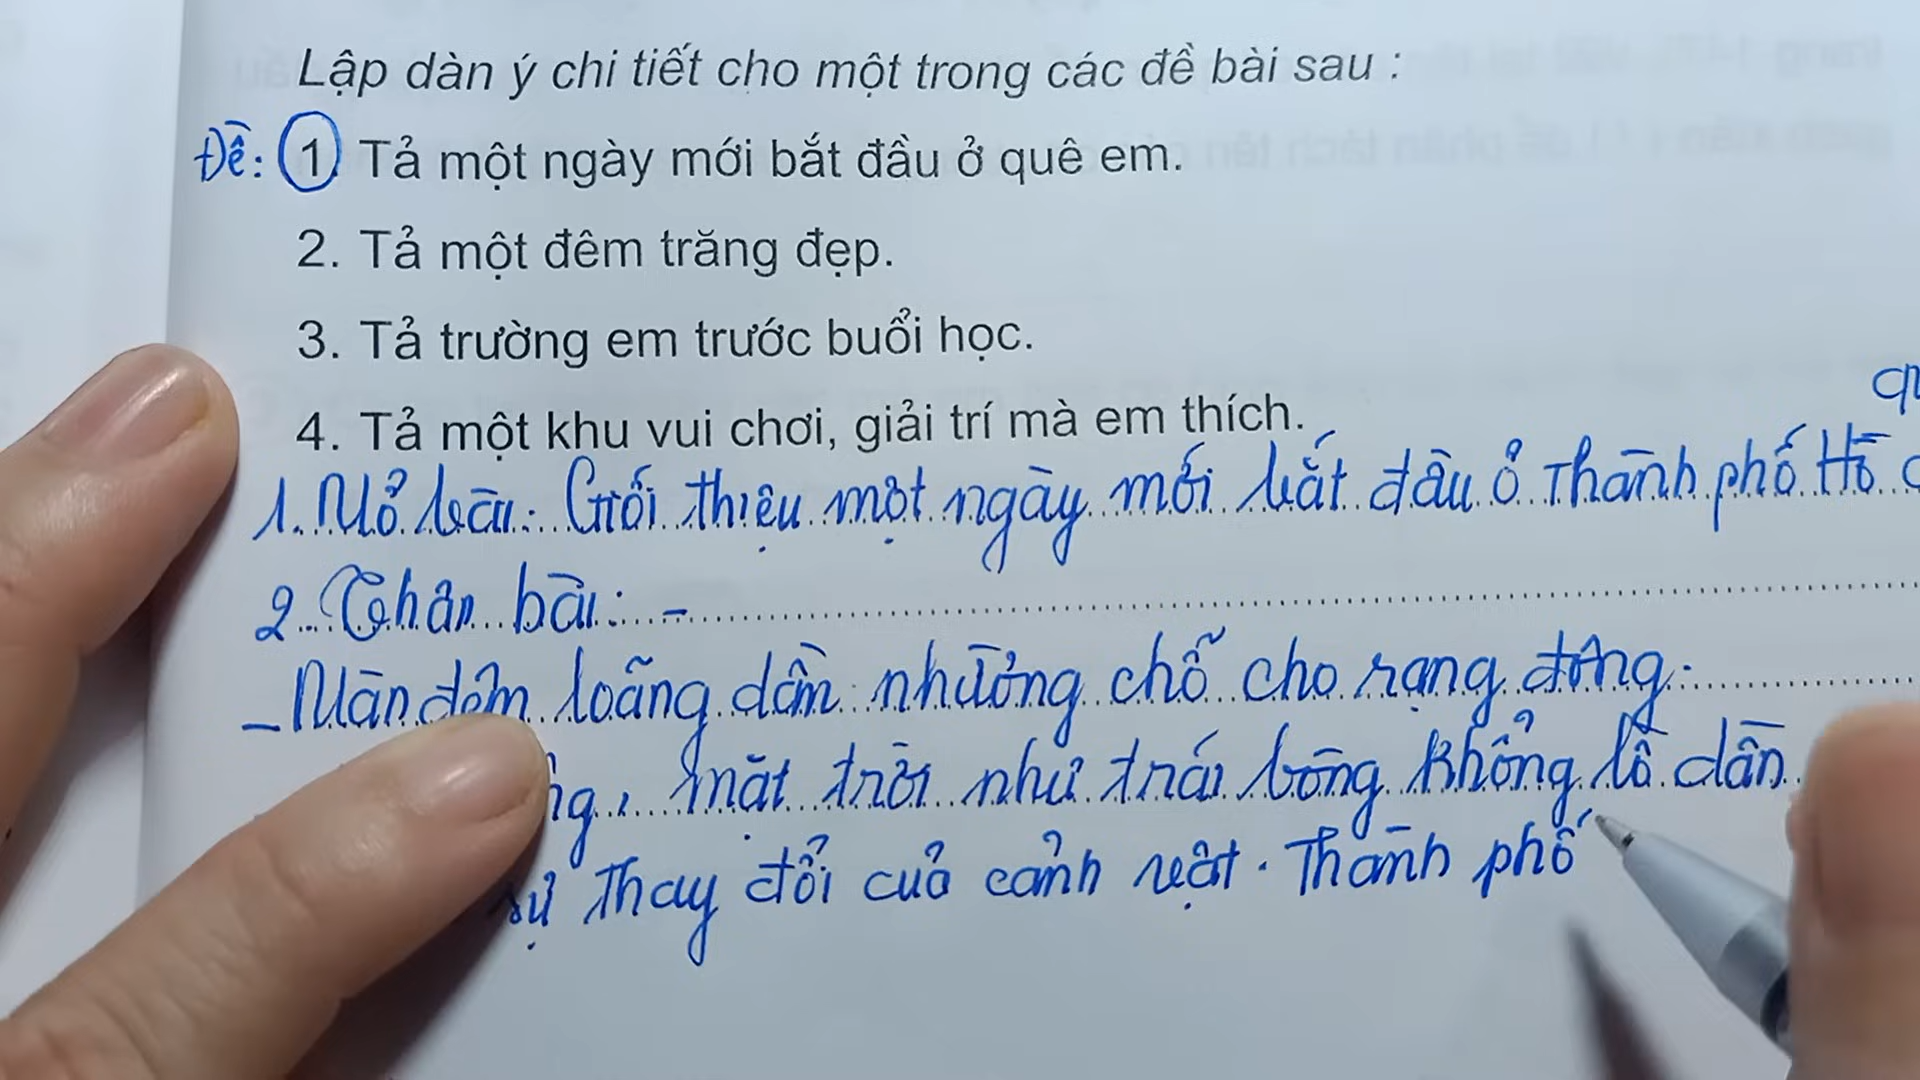 Lập dàn ý chi tiết cho một trong các đề bài sau :
Đề: 1. Tả một ngày mới bắt đầu ở quê em.
2. Tả một đêm trăng đẹp.
3. Tả trường em trước buổi học.
4. Tả một khu vui chơi, giải trí mà em thích.
1. Mở bài: Giới thiệu một ngày mới bắt đầu ở Thành phố Hồ
2. Thân bài: -
- Màn đêm loãng dần nhường chỗ cho rạng đông.
mặt trời như trái bóng khổng lồ dần
sự thay đổi của cảnh vật. Thành phố